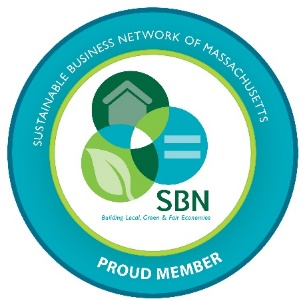 SUSTAINABLE BUSINESS NETWORK OF MASSACHUSETTS
SBN
Building Local, Green & Fair Economies
PROUD MEMBER